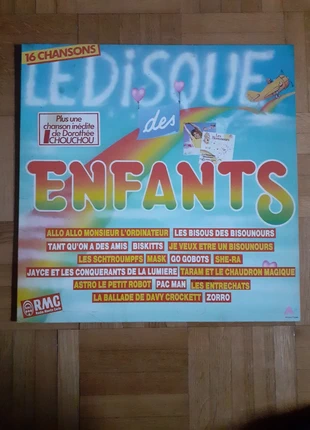 16 CHANSONS
LE DISQUE
des
Plus une
chanson inédite
de Dorothée
CHOUCHOU
ENFANTS
ALLO ALLO MONSIEUR L'ORDINATEUR LES BISOUS DES BISOUNOURS
TANT QU'ON A DES AMIS BISKITTS JE VEUX ETRE UN BISOUNOURS
LES SCHTROUMPFS MASK GO GOBOTS SHE-RA
JAYCE ET LES CONQUERANTS DE LA LUMIERE TARAM ET LE CHAUDRON MAGIQUE
ASTRO LE PETIT ROBOT PAC MAN LES ENTRECHATS
LA BALLADE DE DAVY CROCKETT ZORRO
RMC